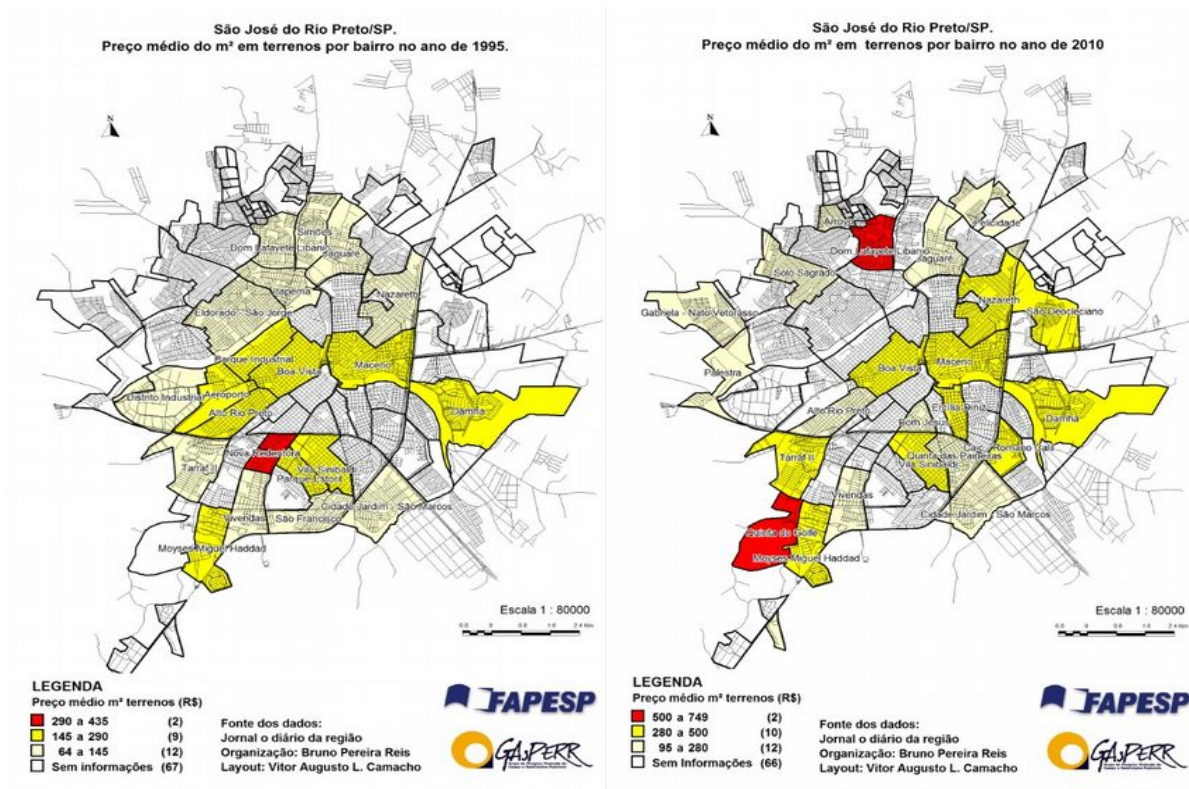 São José do Rio Preto/SP.
Preço médio do m² em terrenos por bairro no ano de 1995.
N
Simões
Dom Lafayete Libanio
Jaguaré
Itapema
Nazareth
Eldorado - São Jorge
Parque Industrial
Boa Vista
Maceno
Distrito Industrial
Aeroporto
Alto Rio Preto
Damha
Nova Redentora
Tarraf II
Vila Sinibaldi
Parque Estoril
Cidade Jardim - São Marcos
Vivendas
São Francisco
Moyses Miguel Haddad
Escala 1 : 80000
LEGENDA
Preço médio m² terrenos (R$)
290 a 435 (2)
145 a 290 (9)
64 a 145 (12)
Sem informações (67)
Fonte dos dados:
Jornal o diário da região
Organização: Bruno Pereira Reis
Layout: Vitor Augusto L. Camacho
FAPESP
GAsPERR
São José do Rio Preto/SP.
Preço médio do m² em terrenos por bairro no ano de 2010
N
Felicidade
Dom Lafayete Libanio
Jaguaré
Solo Sagrado
Nazareth
Gabriela - Nato Vetorasso
São Deocleciano
Maceno
Boa Vista
Palestra
Alto Rio Preto
Ercilia Diniz
Bom Jesus
Damha
Tarraf II
Quinta das Paineiras
Vila Sinibaldi
Vivendas
Cidade Jardim - São Marcos
Quinta do Golfe
Moyses Miguel Haddad
Escala 1 : 80000
LEGENDA
Preço médio m² terrenos (R$)
500 a 749 (2)
280 a 500 (10)
95 a 280 (12)
Sem Informações (66)
Fonte dos dados:
Jornal o diário da região
Organização: Bruno Pereira Reis
Layout: Vitor Augusto L. Camacho
FAPESP
GAsPERR